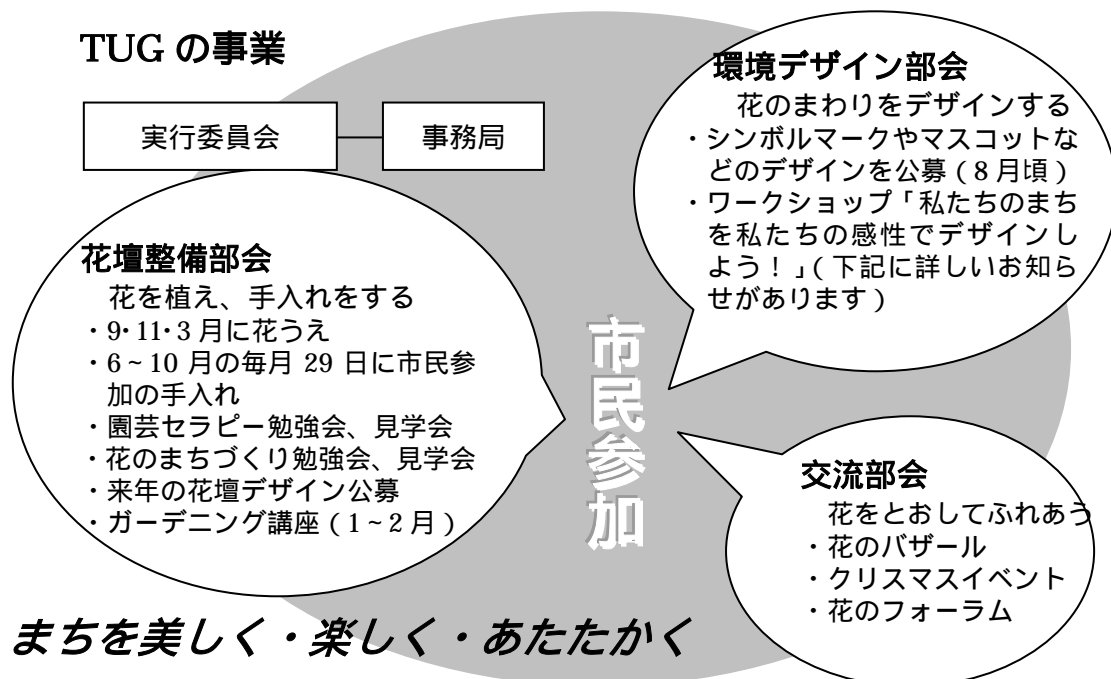 TUG の事業
実行委員会
事務局
環境デザイン部会
花のまわりをデザインする
・シンボルマークやマスコットな
どのデザインを公募（8 月頃）
・ワークショップ「私たちのまち
を私たちの感性でデザインし
よう！」（下記に詳しいお知ら
せがあります）
花壇整備部会
花を植え、手入れをする
・9･11･3 月に花うえ
・6~10 月の毎月 29 日に市民参
加の手入れ
・園芸セラピー勉強会、見学会
・花のまちづくり勉強会、見学会
・来年の花壇デザイン公募
・ガーデニング講座（1~2 月）
市民参加
交流部会
花をとおしてふれあう
・花のバザール
・クリスマスイベント
・花のフォーラム
まちを美しく・楽しく・あたたかく